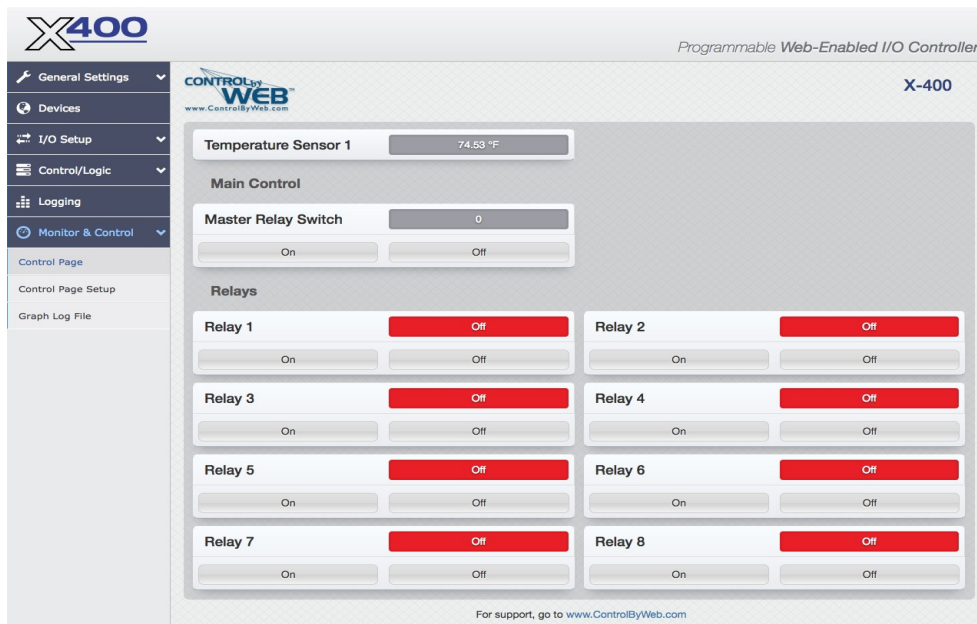 X400
Programmable Web-Enabled I/O Controller
General Settings
Devices
I/O Setup
Control/Logic
Logging
Monitor & Control
Control Page
Control Page Setup
Graph Log File
CONTROL by WEB™
www.ControlByWeb.com
X-400
Temperature Sensor 1 74.53 °F
Main Control
Master Relay Switch 0
On Off
Relays
Relay 1 Off Relay 2 Off
On Off On Off
Relay 3 Off Relay 4 Off
On Off On Off
Relay 5 Off Relay 6 Off
On Off On Off
Relay 7 Off Relay 8 Off
On Off On Off
For support, go to www.ControlByWeb.com